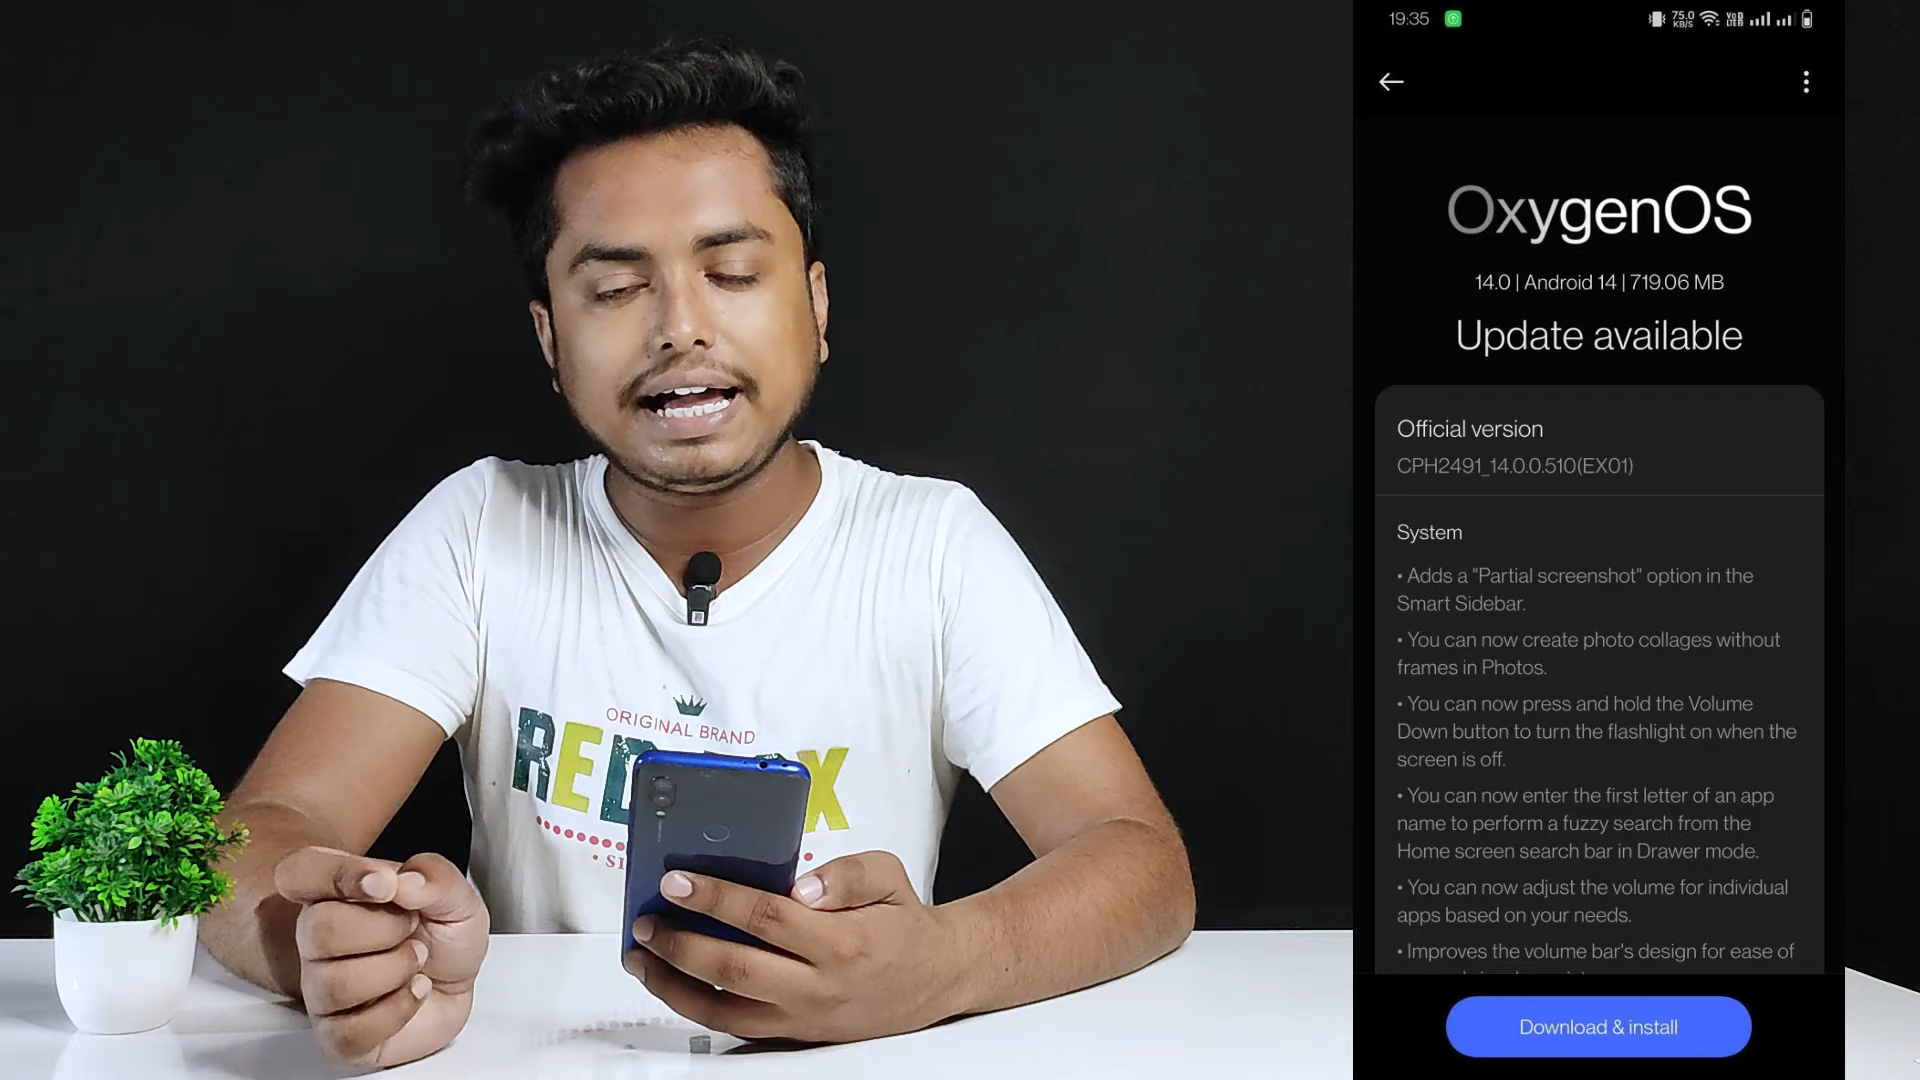 19:35
75.0
KB/S
VoD
LTE
OxygenOS
14.0 | Android 14 | 719.06 MB
Update available
Official version
CPH2491_14.0.0.510(EX01)
System
• Adds a "Partial screenshot" option in the
Smart Sidebar.
• You can now create photo collages without
frames in Photos.
• You can now press and hold the Volume
Down button to turn the flashlight on when the
screen is off.
• You can now enter the first letter of an app
name to perform a fuzzy search from the
Home screen search bar in Drawer mode.
• You can now adjust the volume for individual
apps based on your needs.
• Improves the volume bar's design for ease of
Download & install
ORIGINAL BRAND